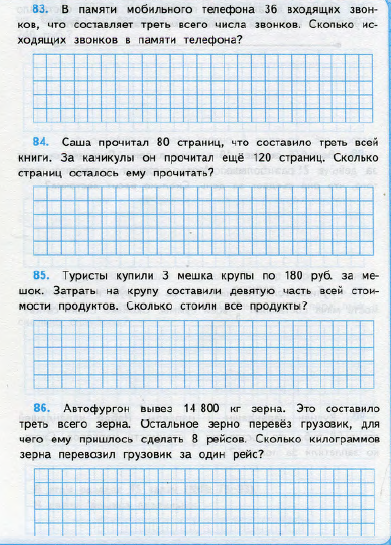 83. В памяти мобильного телефона 36 входящих звон-
ков, что составляет треть всего числа звонков. Сколько ис-
ходящих звонков в памяти телефона?
84. Саша прочитал 80 страниц, что составило треть всей
книги. За каникулы он прочитал ещё 120 страниц. Сколько
страниц осталось ему прочитать?
85. Туристы купили 3 мешка крупы по 180 руб. за ме-
шок. Затраты на крупу составили девятую часть всей стои-
мости продуктов. Сколько стоили все продукты?
86. Автофургон вывез 14 800 кг зерна. Это составило
треть всего зерна. Остальное зерно перевёз грузовик, для
чего ему пришлось сделать 8 рейсов. Сколько килограммов
зерна перевозил грузовик за один рейс?